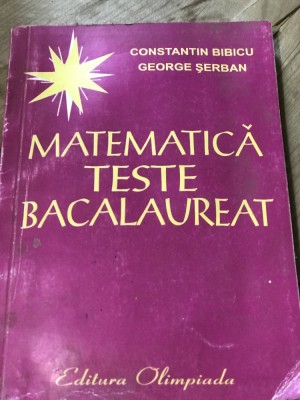 CONSTANTIN BIBICU
GEORGE ŞERBAN
MATEMATICĂ
TESTE
BACALAUREAT
Editura Olimpiada